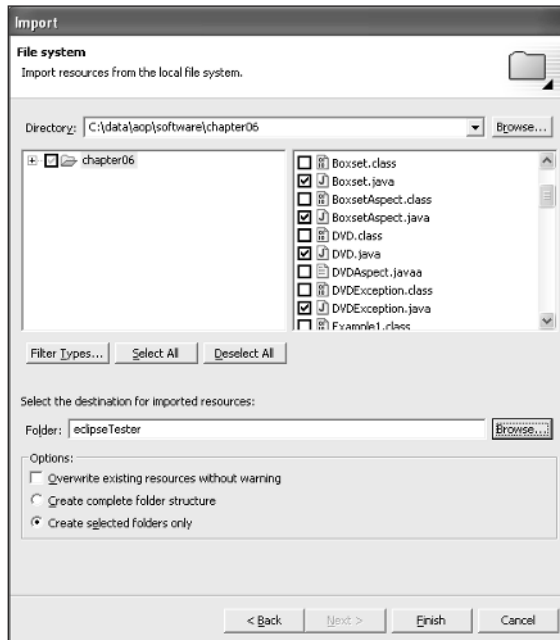 Import
File system
Import resources from the local file system.
Directory: C:\data\aop\software\chapter06
Browse...
chapter06
Boxset.class
Boxset.java
BoxsetAspect.class
BoxsetAspect.java
DVD.class
DVD.java
DVDAspect.javaa
DVDException.class
DVDException.java
Example1.class
Filter Types... Select All Deselect All
Select the destination for imported resources:
Folder: eclipseTester Browse...
Options:
Overwrite existing resources without warning
Create complete folder structure
Create selected folders only
< Back Next > Finish Cancel